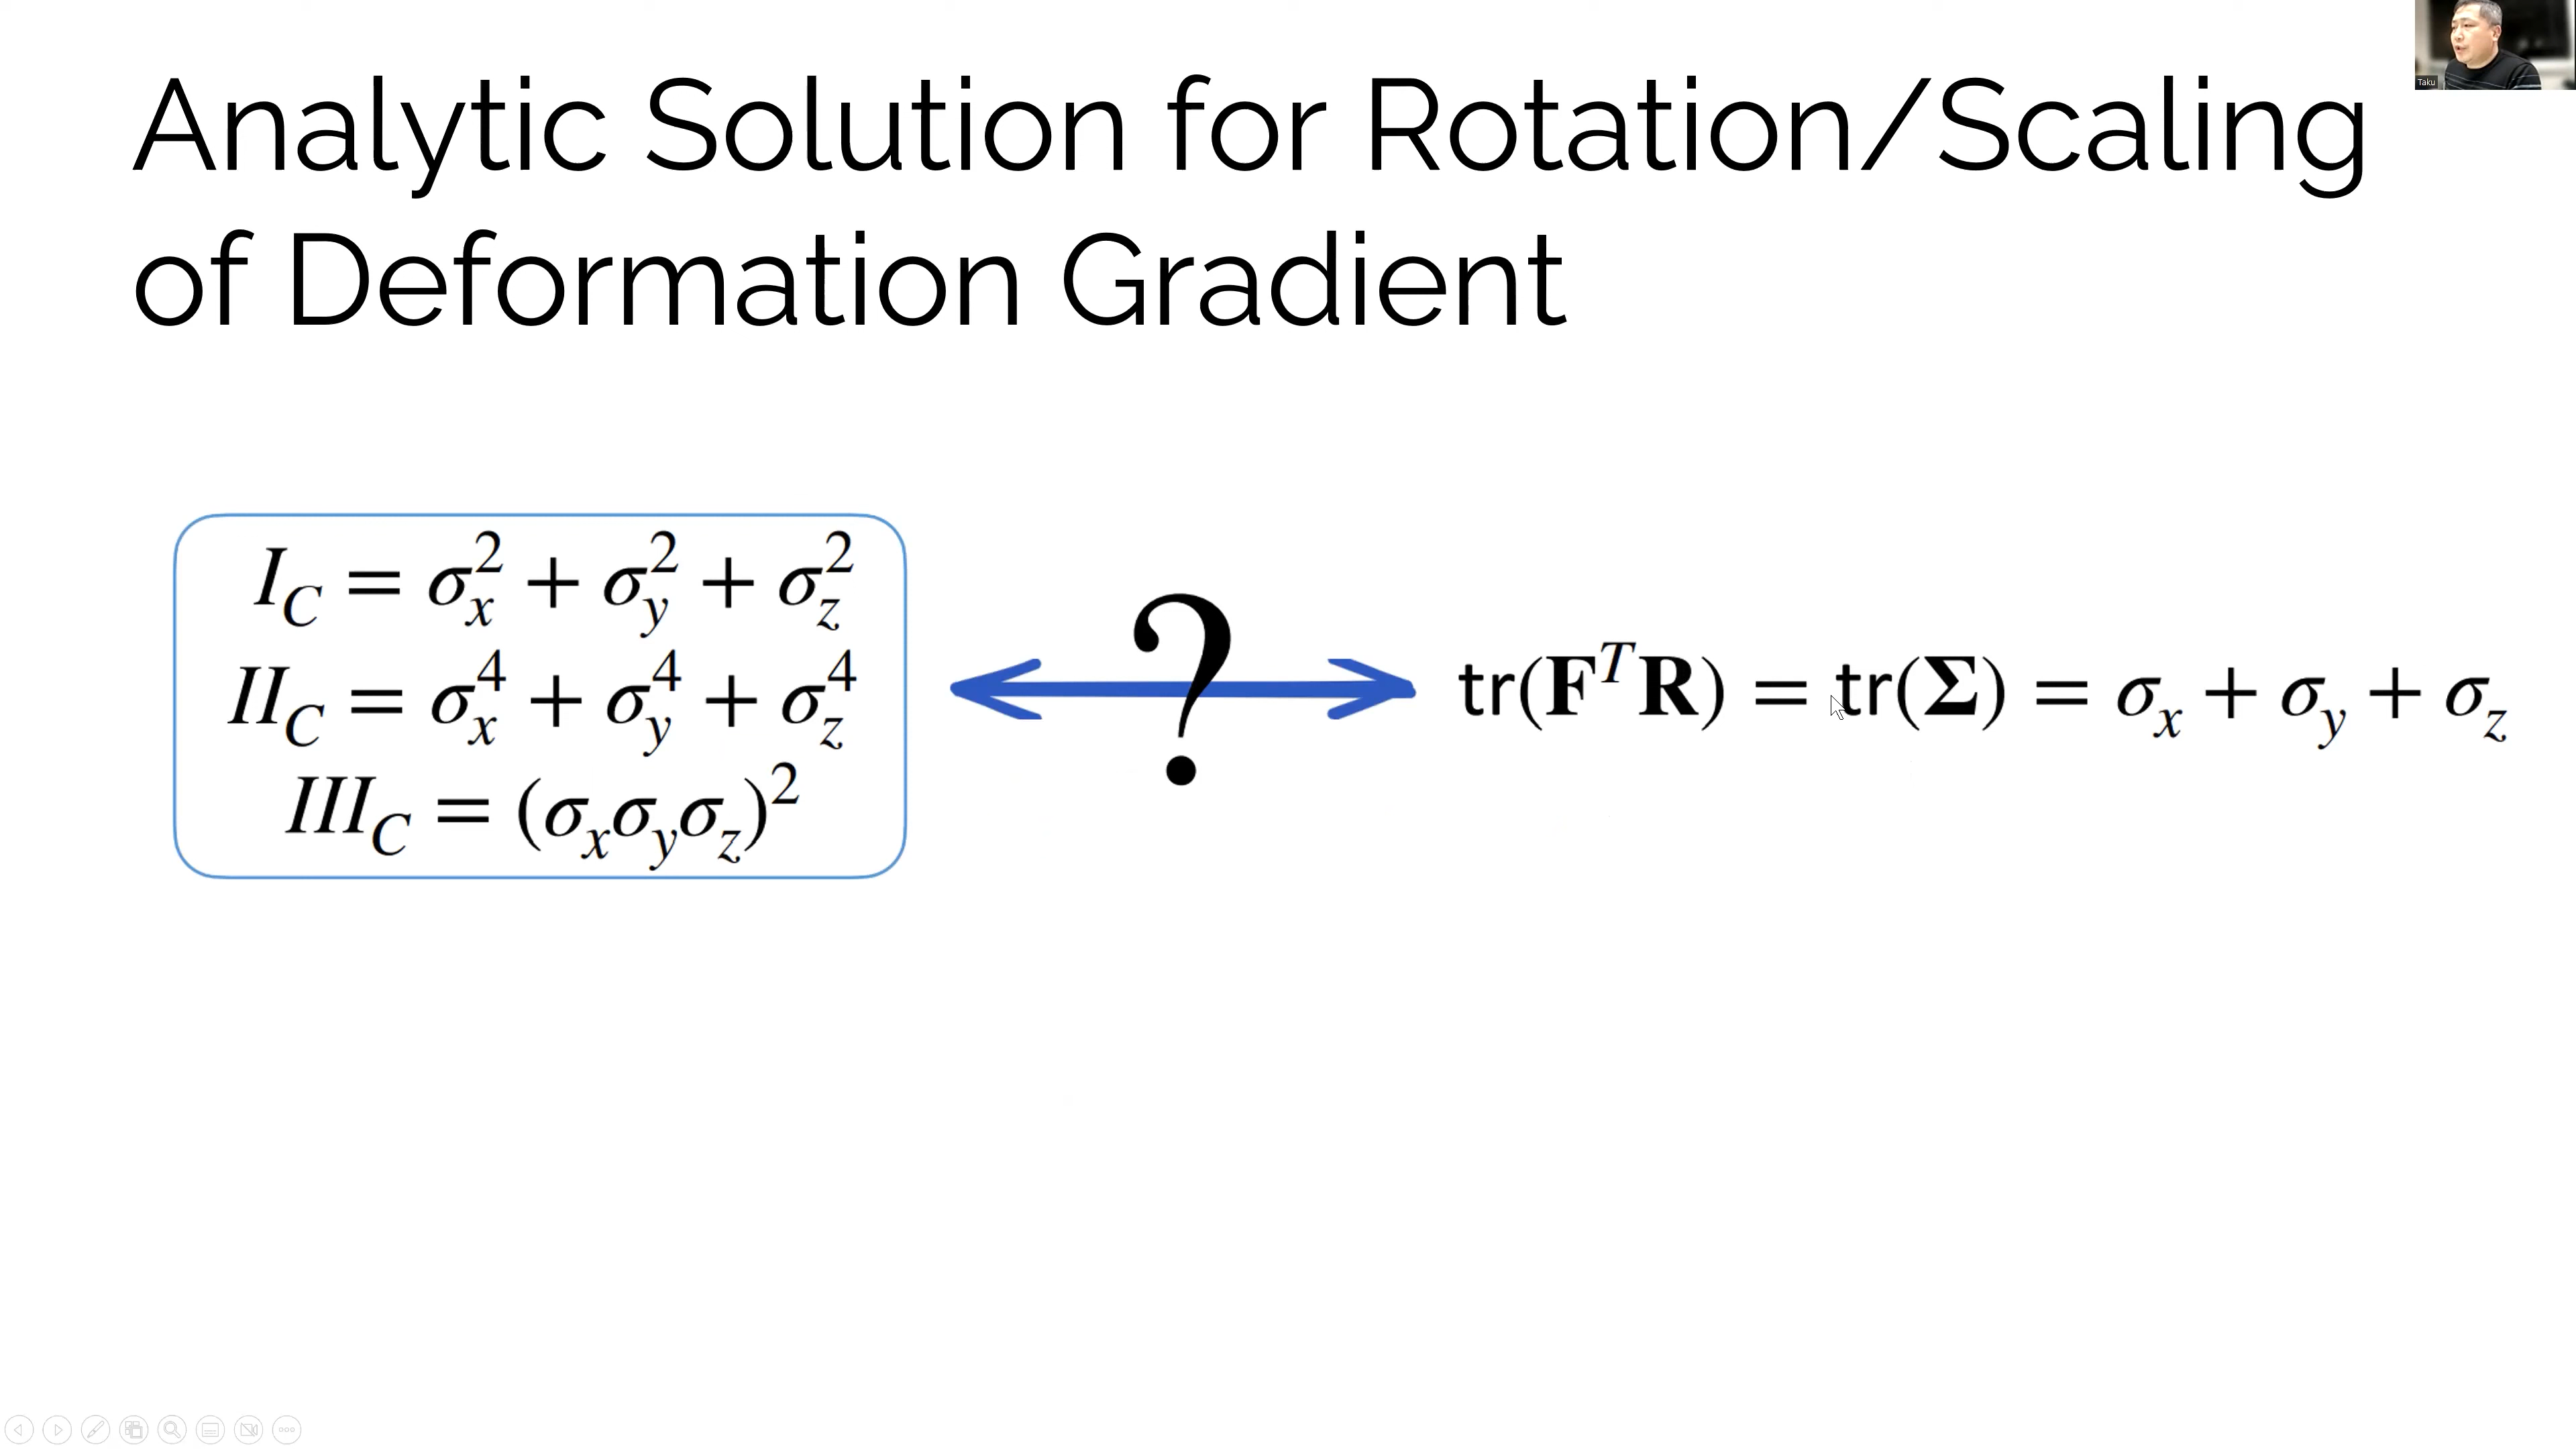 Analytic Solution for Rotation/Scaling
of Deformation Gradient
I_C = σ_x^2 + σ_y^2 + σ_z^2
II_C = σ_x^4 + σ_y^4 + σ_z^4
III_C = (σ_xσ_yσ_z)^2
?
tr(F^T R) = tr(Σ) = σ_x + σ_y + σ_z
Taku